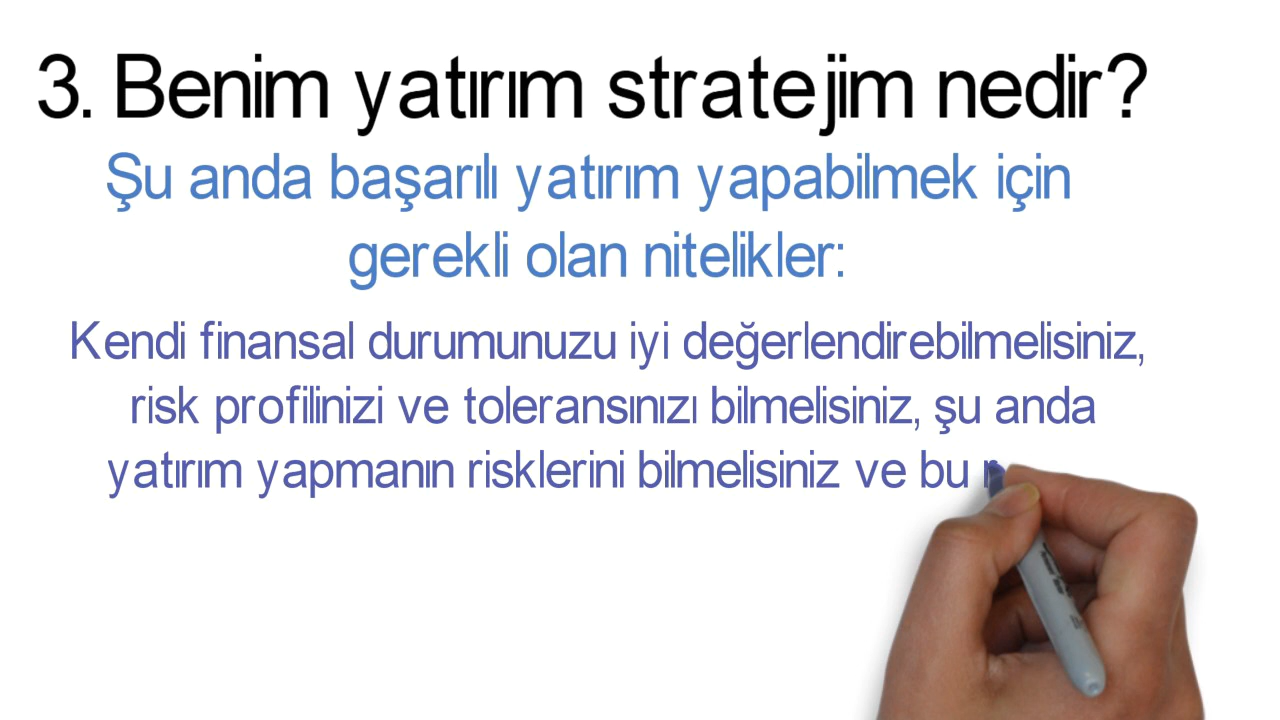 3. Benim yatırım stratejim nedir?
Şu anda başarılı yatırım yapabilmek için
gerekli olan nitelikler:
Kendi finansal durumunuzu iyi değerlendirebilmelisiniz,
risk profilinizi ve toleransınızı bilmelisiniz, şu anda
yatırım yapmanın risklerini bilmelisiniz ve bu